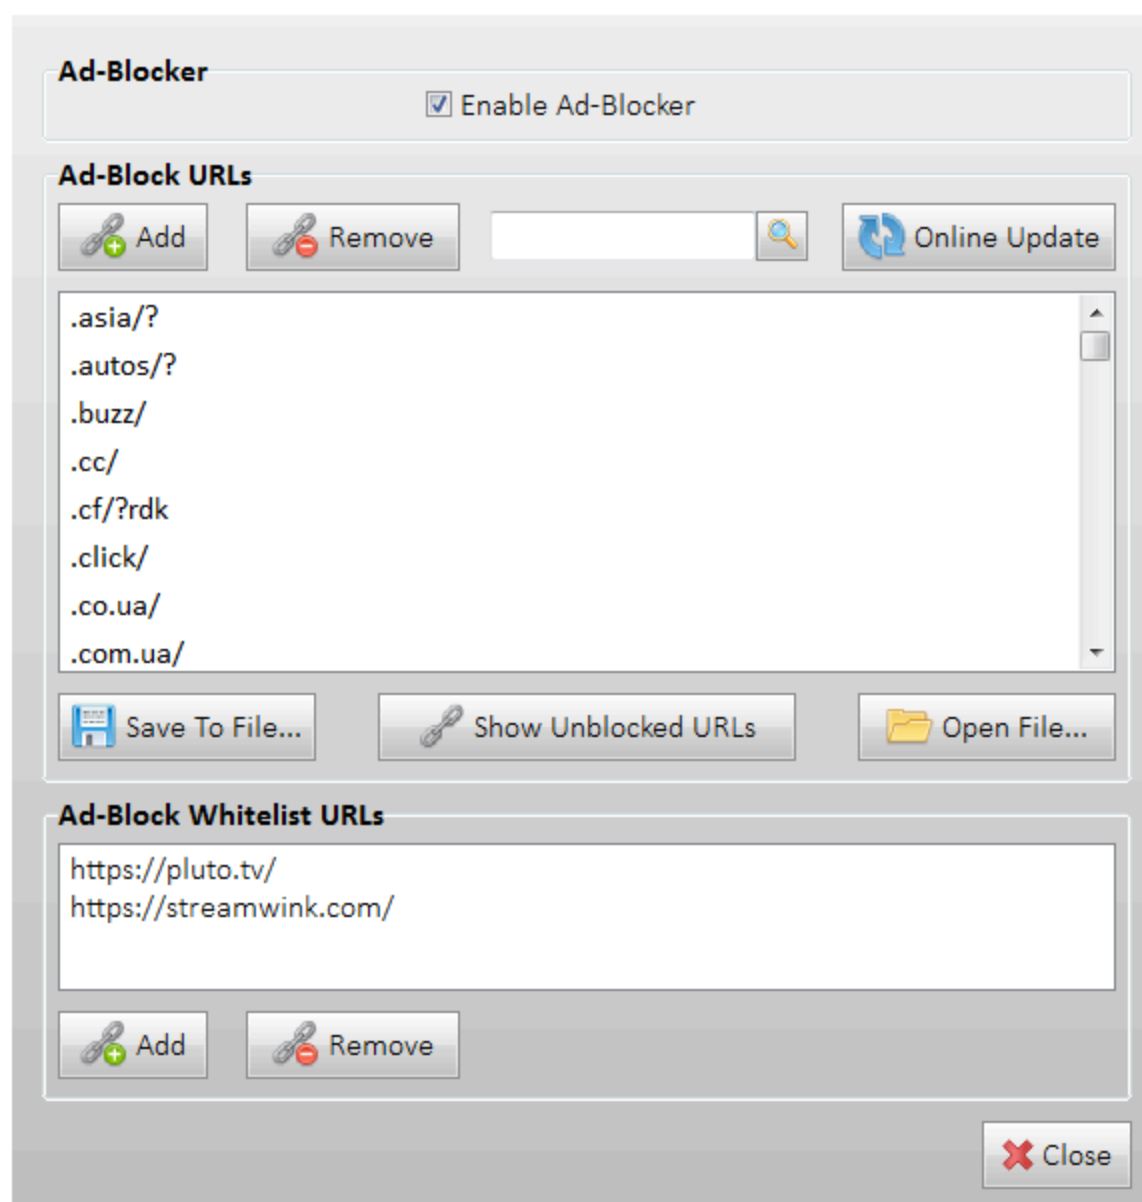 Ad-Blocker
Enable Ad-Blocker
Ad-Block URLs
Add Remove Online Update
.asia/?
.autos/?
.buzz/
.cc/
.cf/?rdk
.click/
.co.ua/
.com.ua/
Save To File... Show Unblocked URLs Open File...
Ad-Block Whitelist URLs
https://pluto.tv/
https://streamwink.com/
Add Remove
Close